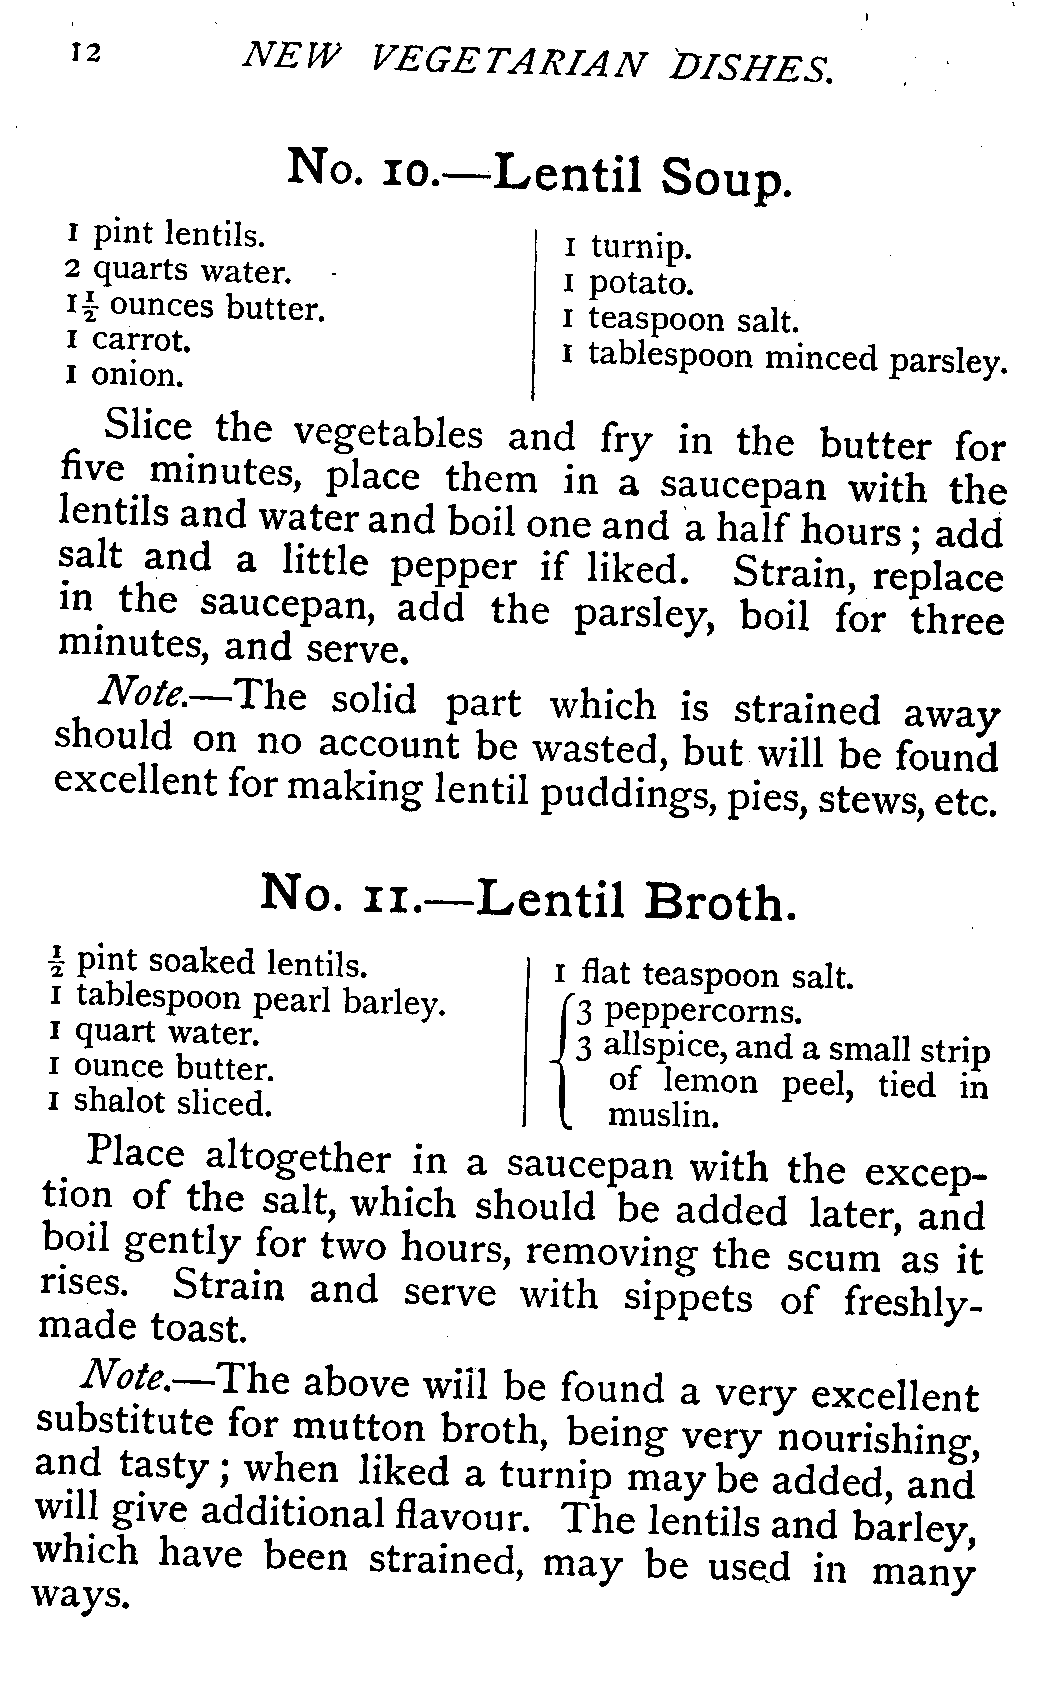 12 NEW VEGETARIAN DISHES.
No. 10.—Lentil Soup.
1 pint lentils.
2 quarts water.
1½ ounces butter.
1 carrot.
1 onion.
1 turnip.
1 potato.
1 teaspoon salt.
1 tablespoon minced parsley.
Slice the vegetables and fry in the butter for
five minutes, place them in a saucepan with the
lentils and water and boil one and a half hours ; add
salt and a little pepper if liked. Strain, replace
in the saucepan, add the parsley, boil for three
minutes, and serve.
Note.—The solid part which is strained away
should on no account be wasted, but will be found
excellent for making lentil puddings, pies, stews, etc.
No. 11.—Lentil Broth.
½ pint soaked lentils.
1 tablespoon pearl barley.
1 quart water.
1 ounce butter.
1 shalot sliced.
1 flat teaspoon salt.
3 peppercorns.
3 allspice, and a small strip
of lemon peel, tied in
muslin.
Place altogether in a saucepan with the excep-
tion of the salt, which should be added later, and
boil gently for two hours, removing the scum as it
rises. Strain and serve with sippets of freshly-
made toast.
Note.—The above will be found a very excellent
substitute for mutton broth, being very nourishing,
and tasty ; when liked a turnip may be added, and
will give additional flavour. The lentils and barley,
which have been strained, may be used in many
ways.